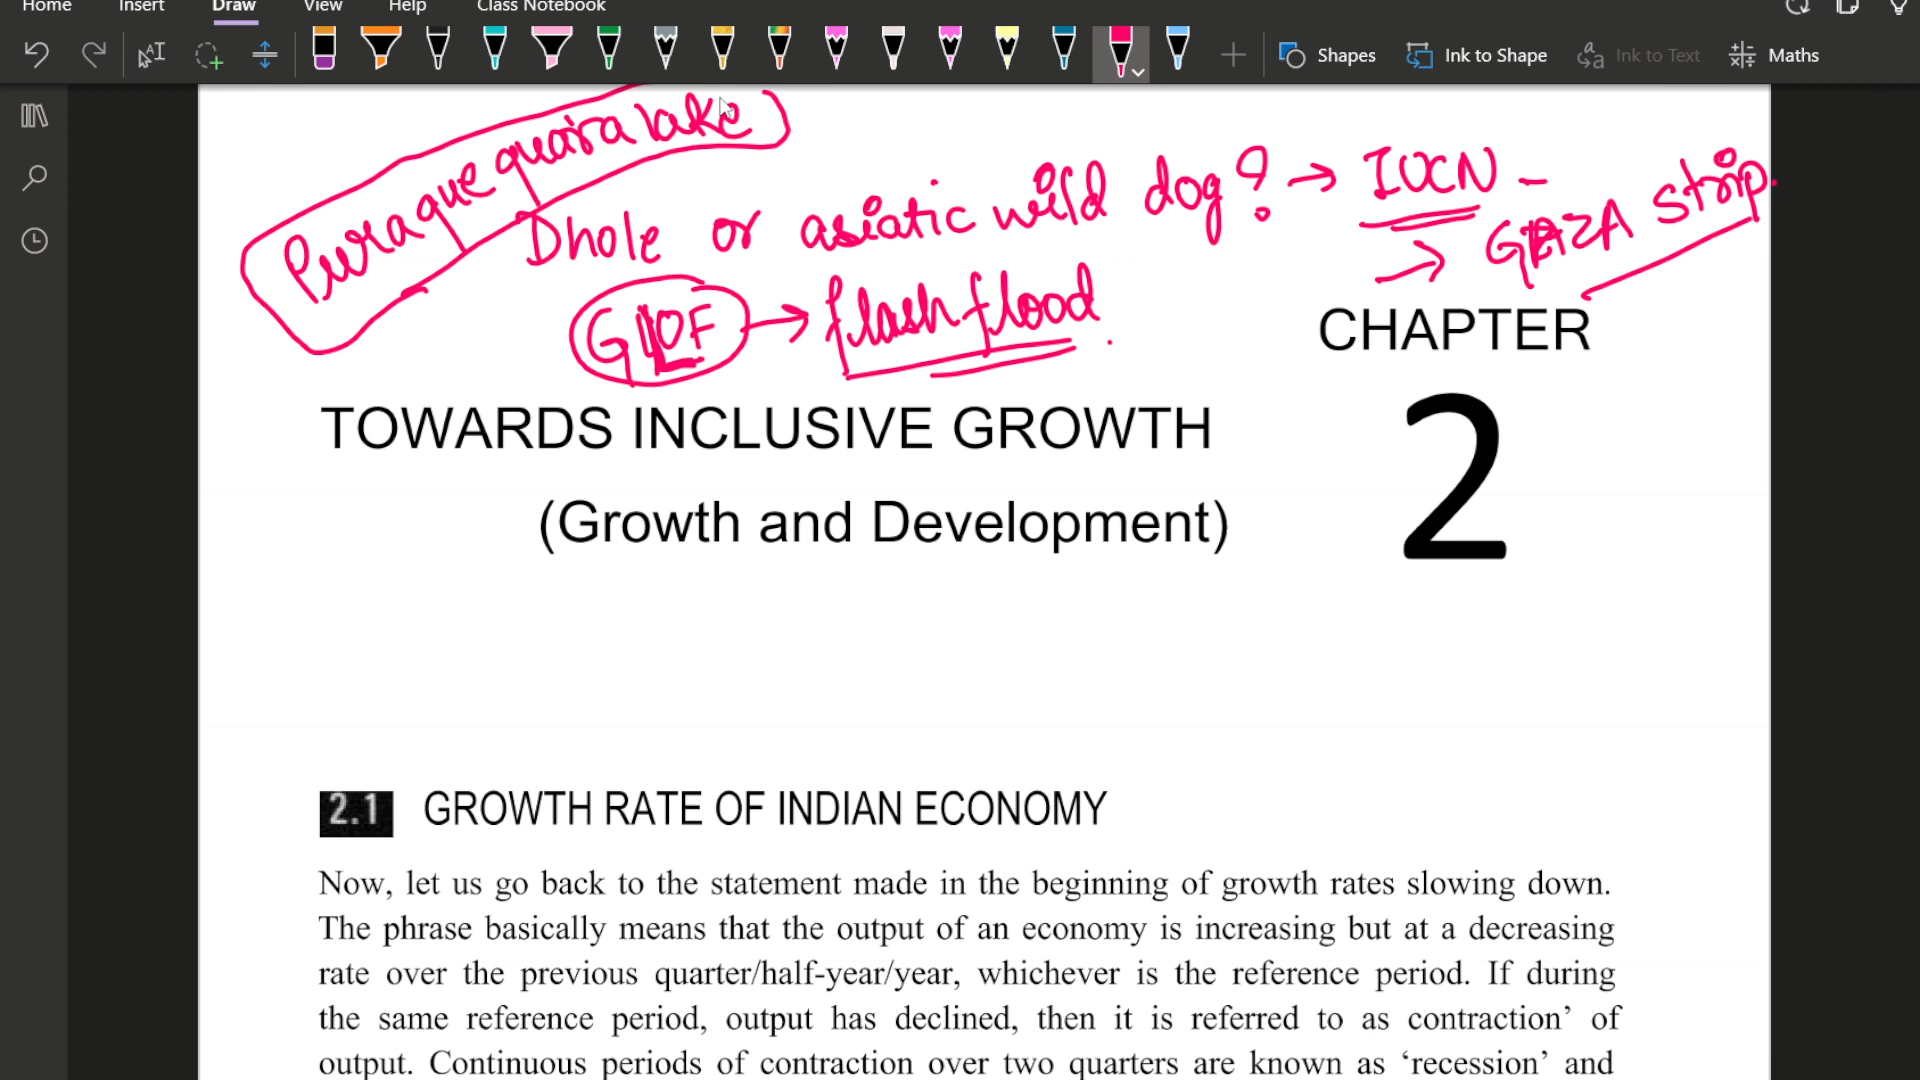 Home Insert Draw View Help Class Notebook
Shapes Ink to Shape Ink to Text Maths
Puraquequara lake
Dhole or asiatic wild dog? → IUCN -
→ GAZA strip.
GLOF → flash flood.
CHAPTER
2
TOWARDS INCLUSIVE GROWTH
(Growth and Development)
2.1 GROWTH RATE OF INDIAN ECONOMY
Now, let us go back to the statement made in the beginning of growth rates slowing down.
The phrase basically means that the output of an economy is increasing but at a decreasing
rate over the previous quarter/half-year/year, whichever is the reference period. If during
the same reference period, output has declined, then it is referred to as contraction’ of
output. Continuous periods of contraction over two quarters are known as ‘recession’ and